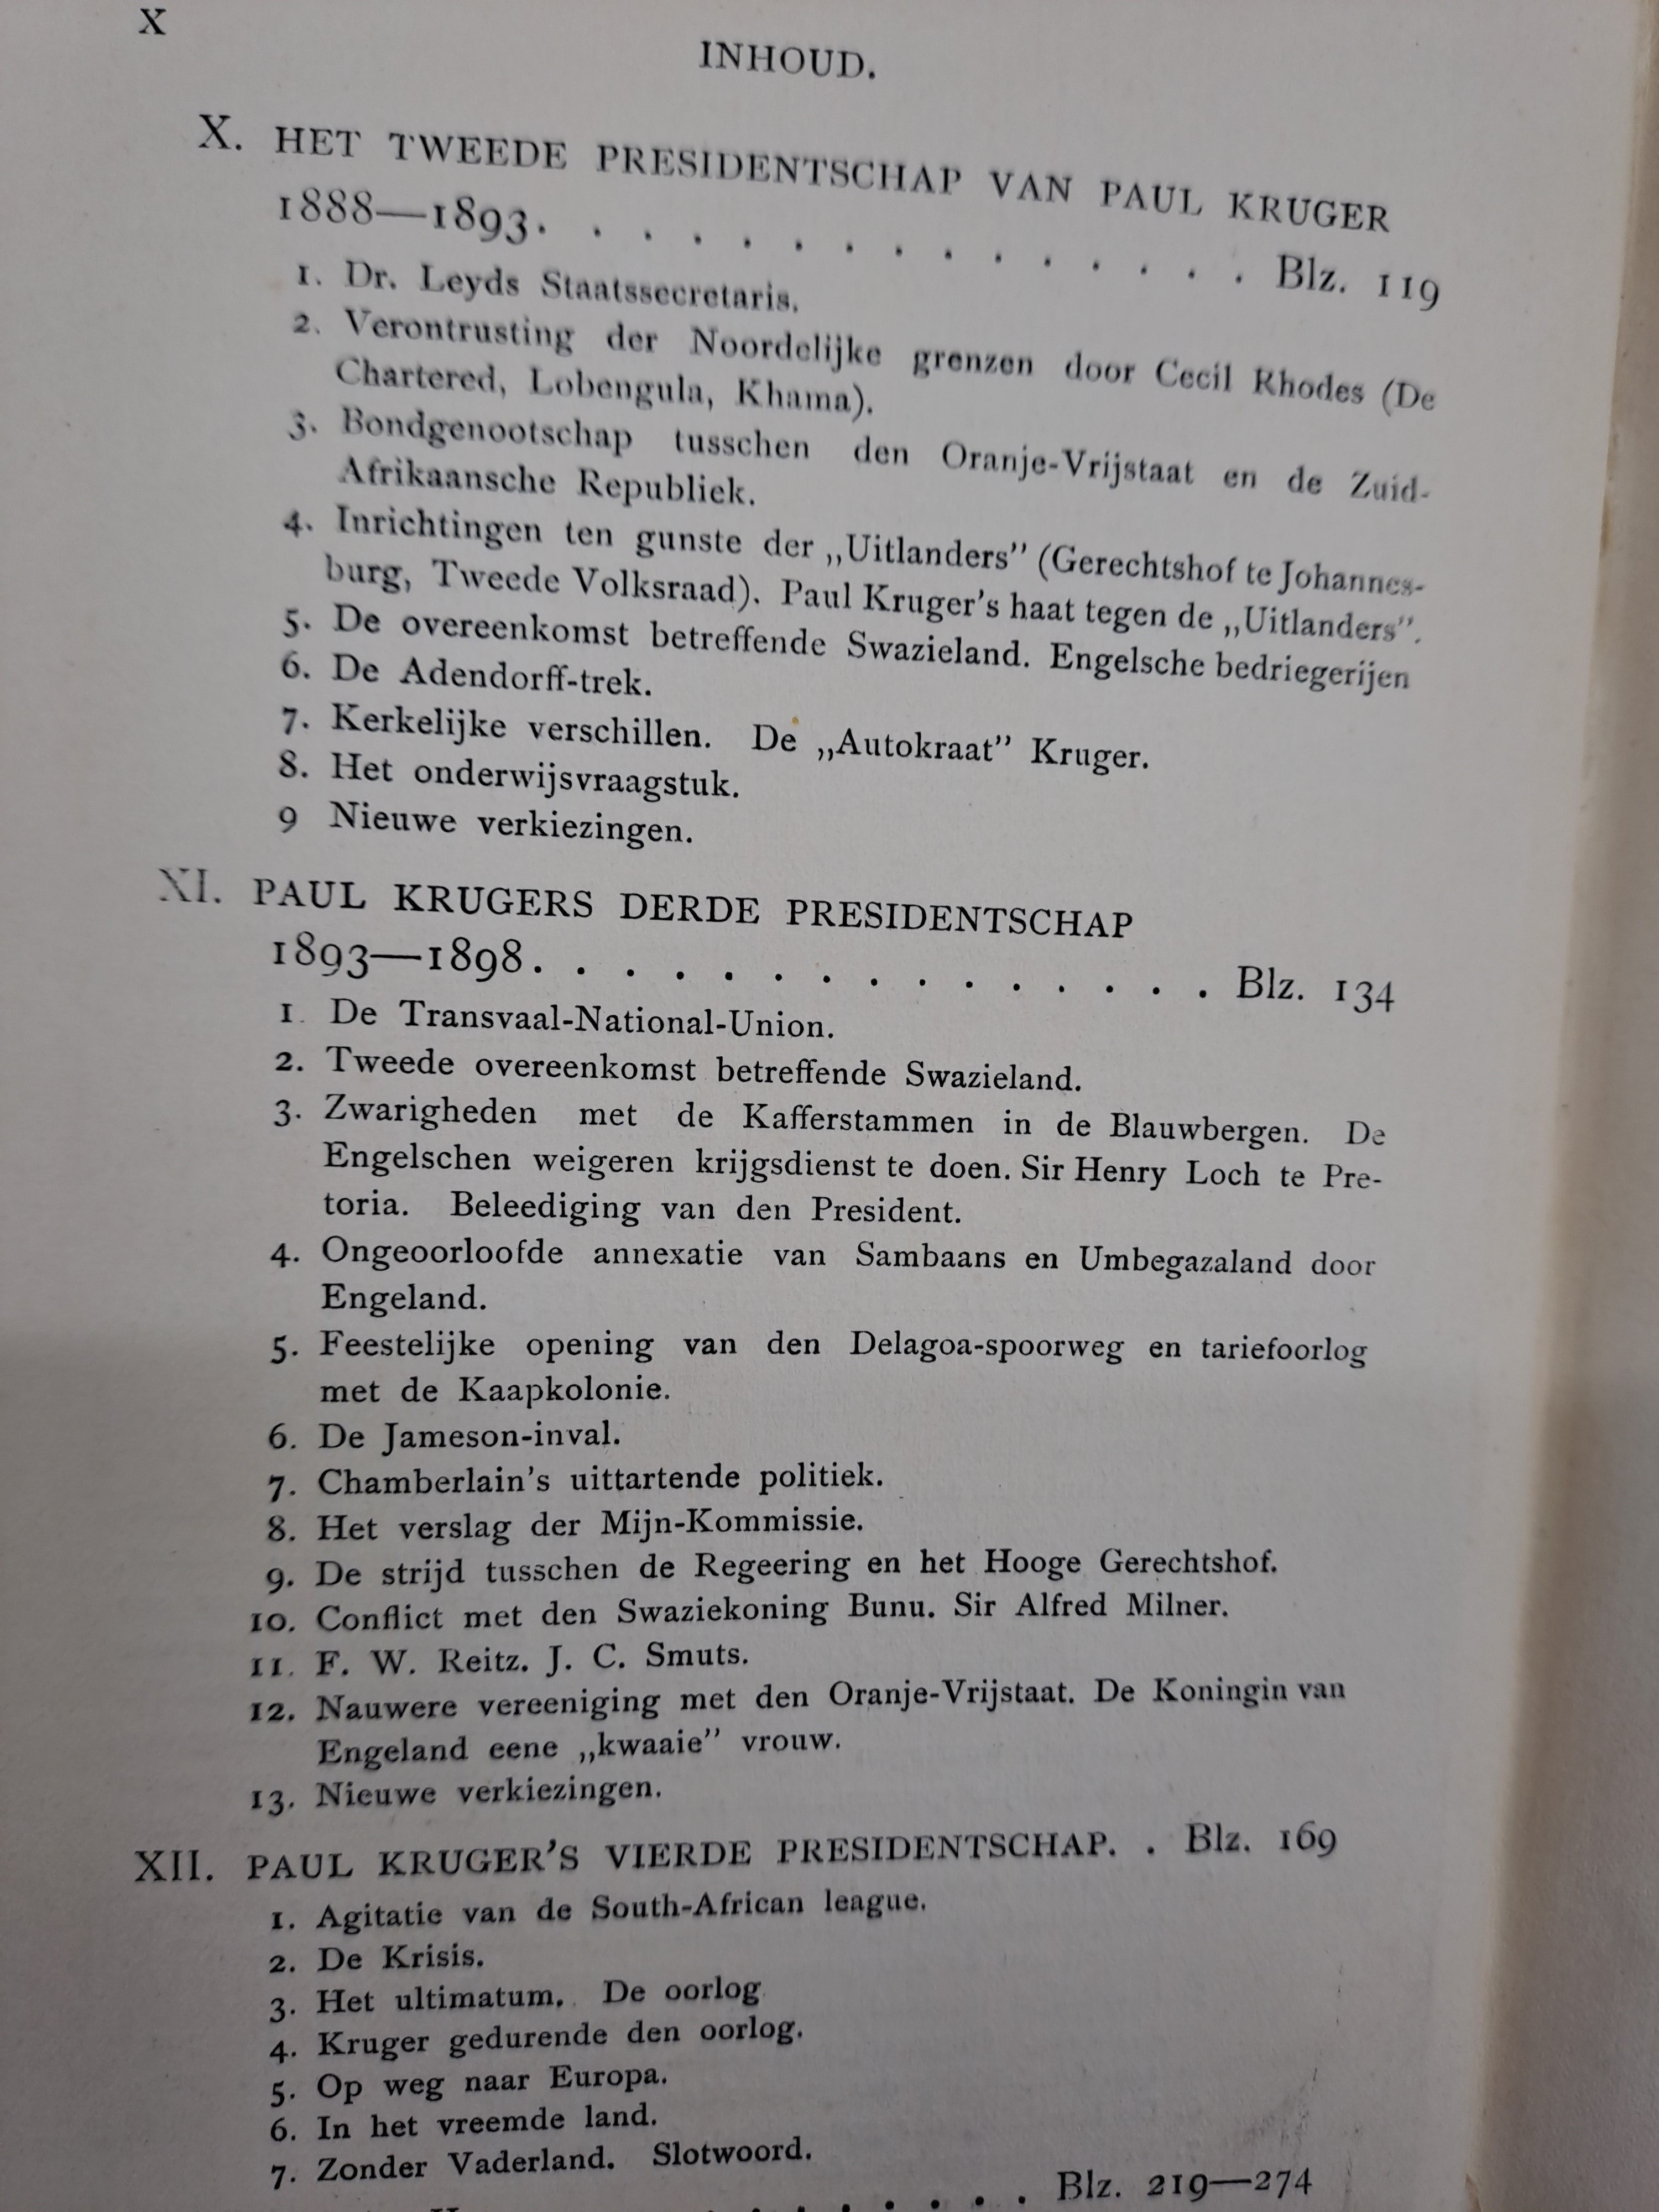 X
INHOUD.
X. HET TWEEDE PRESIDENTSCHAP VAN PAUL KRUGER
1888—1893. . . . . . . . . . . . . . . Blz. 119
1. Dr. Leyds Staatssecretaris.
2. Verontrusting der Noordelijke grenzen door Cecil Rhodes (De
Chartered, Lobengula, Khama).
3. Bondgenootschap tusschen den Oranje-Vrijstaat en de Zuid-
Afrikaansche Republiek.
4. Inrichtingen ten gunste der „Uitlanders” (Gerechtshof te Johannes-
burg, Tweede Volksraad). Paul Kruger's haat tegen de „Uitlanders”.
5. De overeenkomst betreffende Swazieland. Engelsche bedriegerijen
6. De Adendorff-trek.
7. Kerkelijke verschillen. De „Autokraat” Kruger.
8. Het onderwijsvraagstuk.
9 Nieuwe verkiezingen.
XI. PAUL KRUGERS DERDE PRESIDENTSCHAP
1893—1898. . . . . . . . . . . . . . . Blz. 134
1. De Transvaal-National-Union.
2. Tweede overeenkomst betreffende Swazieland.
3. Zwarigheden met de Kafferstammen in de Blauwbergen. De
Engelschen weigeren krijgsdienst te doen. Sir Henry Loch te Pre-
toria. Beleediging van den President.
4. Ongeoorloofde annexatie van Sambaans en Umbegazaland door
Engeland.
5. Feestelijke opening van den Delagoa-spoorweg en tariefoorlog
met de Kaapkolonie.
6. De Jameson-inval.
7. Chamberlain's uittartende politiek.
8. Het verslag der Mijn-Kommissie.
9. De strijd tusschen de Regeering en het Hooge Gerechtshof.
10. Conflict met den Swaziekoning Bunu. Sir Alfred Milner.
11. F. W. Reitz. J. C. Smuts.
12. Nauwere vereeniging met den Oranje-Vrijstaat. De Koningin van
Engeland eene „kwaaie” vrouw.
13. Nieuwe verkiezingen.
XII. PAUL KRUGER'S VIERDE PRESIDENTSCHAP. . Blz. 169
1. Agitatie van de South-African league.
2. De Krisis.
3. Het ultimatum. De oorlog
4. Kruger gedurende den oorlog.
5. Op weg naar Europa.
6. In het vreemde land.
7. Zonder Vaderland. Slotwoord.
. . . . . . Blz. 219—274